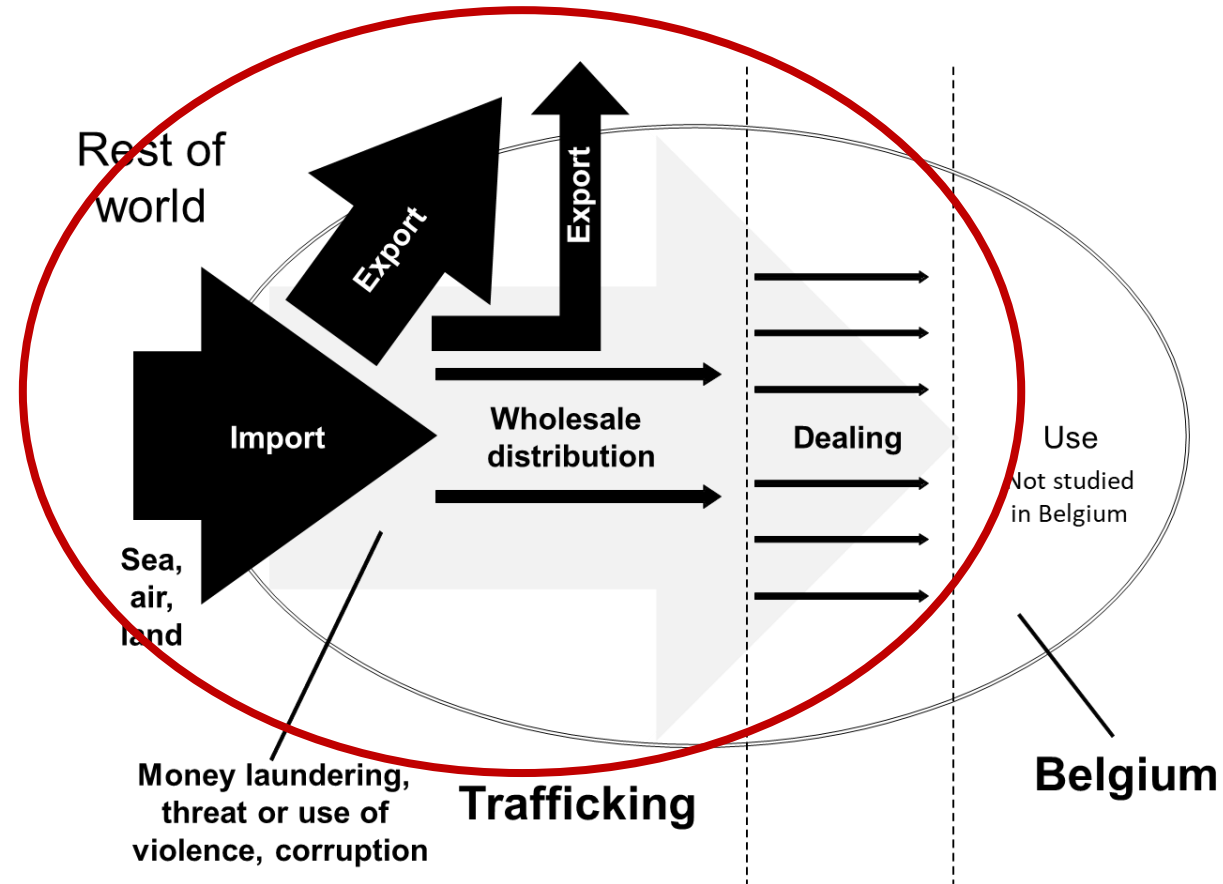 Rest of
world
Export
Export
Import
Wholesale
distribution
Dealing
Use
Not studied
in Belgium
Sea,
air,
land
Money laundering,
threat or use of
violence, corruption
Trafficking
Belgium